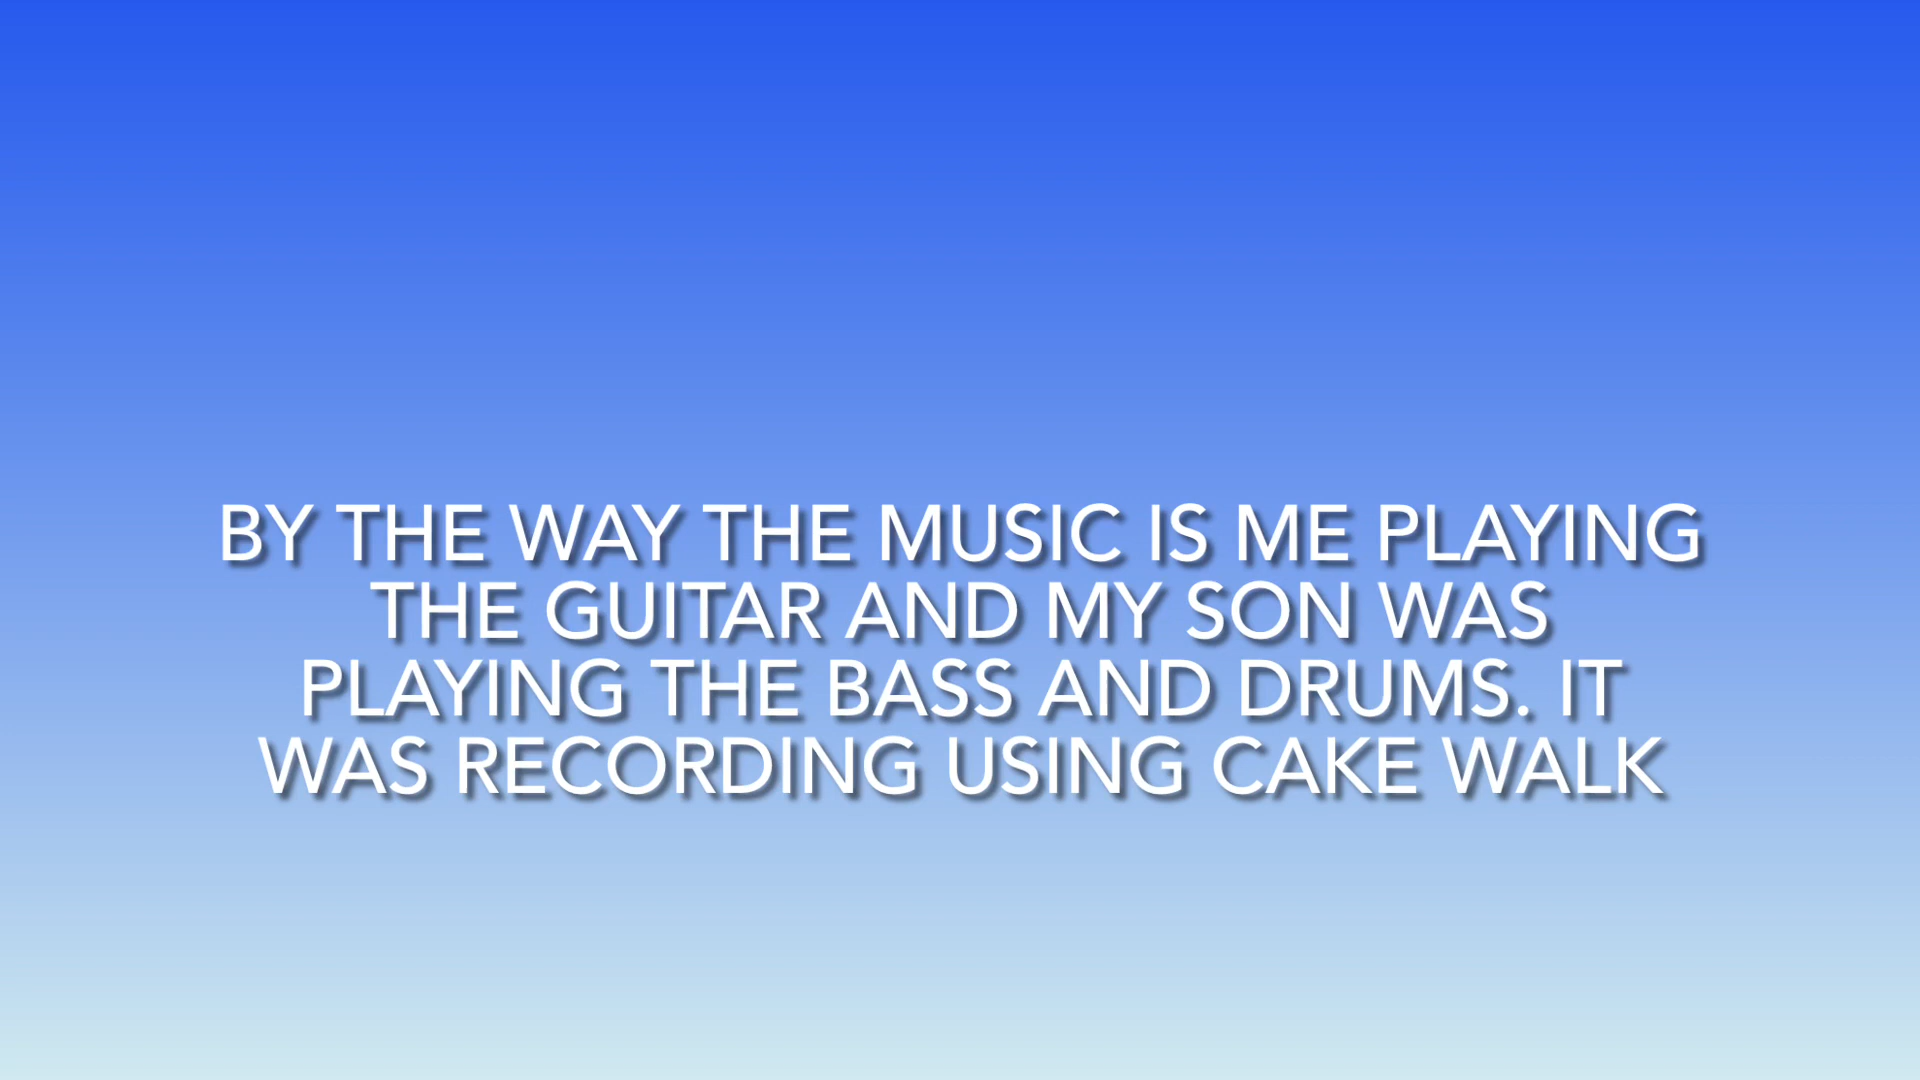 BY THE WAY THE MUSIC IS ME PLAYING
THE GUITAR AND MY SON WAS
PLAYING THE BASS AND DRUMS. IT
WAS RECORDING USING CAKE WALK